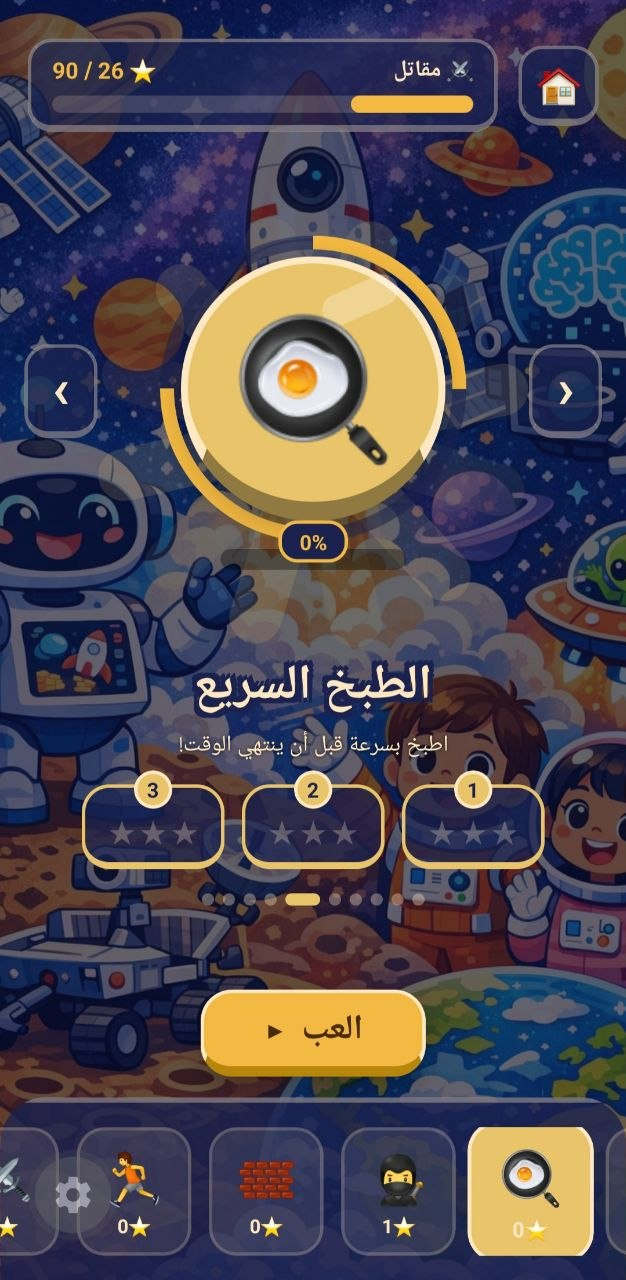 مقاتل
90 / 26
0%
الطبخ السريع
اطبخ بسرعة قبل أن ينتهي الوقت!
1 2 3
العب
0 1 0 0